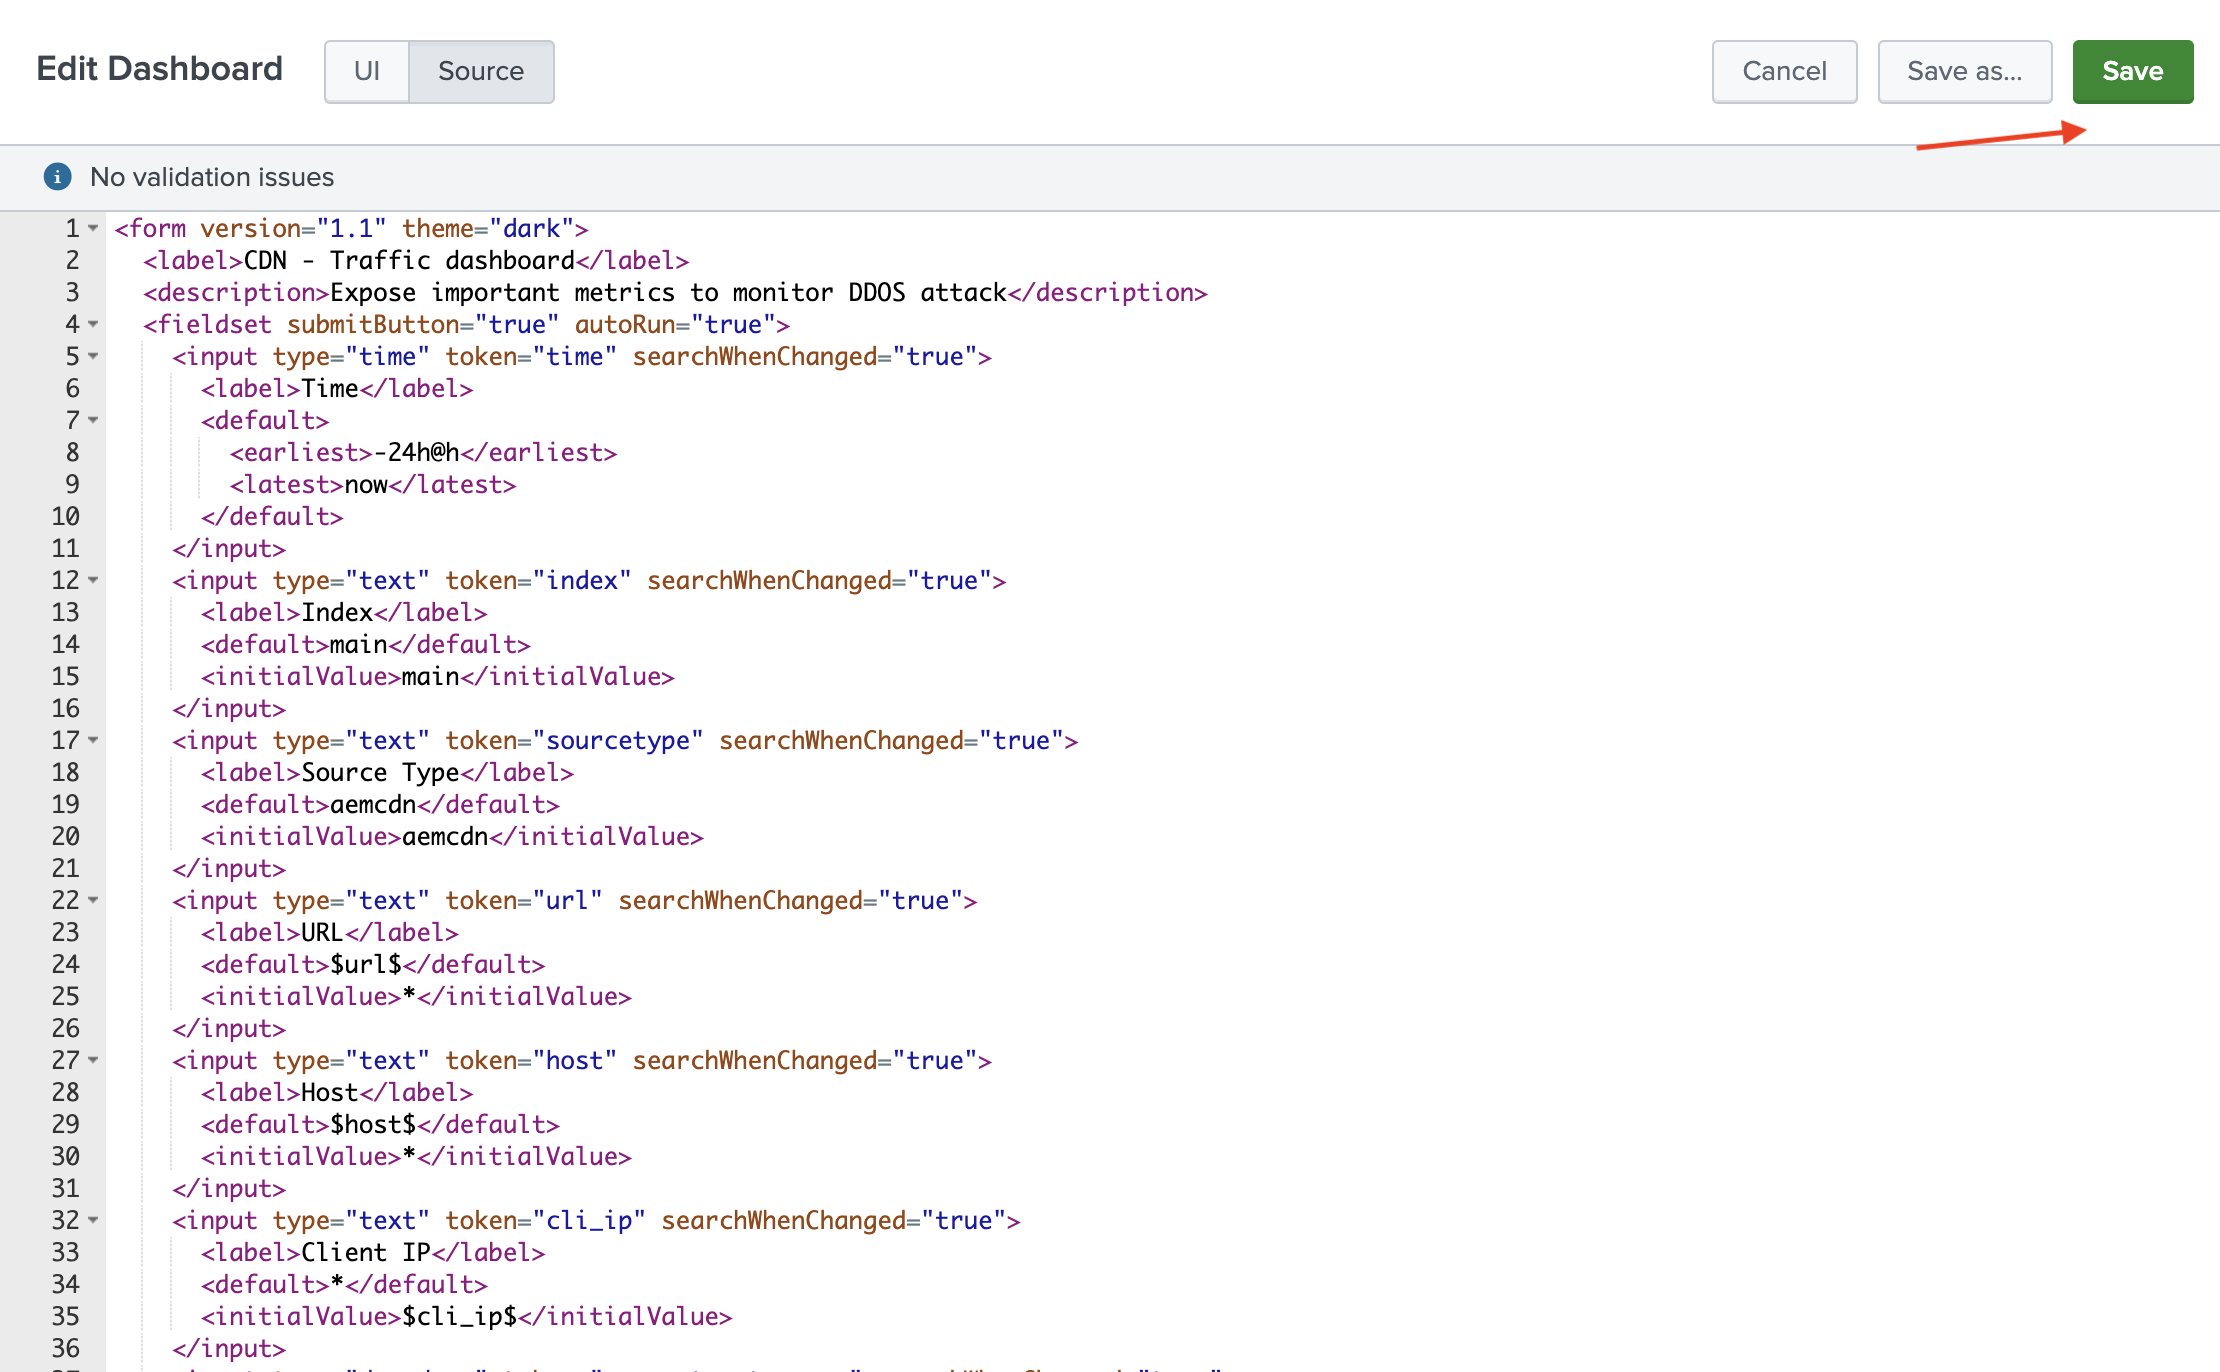 Edit Dashboard UI Source Cancel Save as... Save
i No validation issues
1 <form version="1.1" theme="dark">
2 <label>CDN - Traffic dashboard</label>
3 <description>Expose important metrics to monitor DDOS attack</description>
4 <fieldset submitButton="true" autoRun="true">
5 <input type="time" token="time" searchWhenChanged="true">
6 <label>Time</label>
7 <default>
8 <earliest>-24h@h</earliest>
9 <latest>now</latest>
10 </default>
11 </input>
12 <input type="text" token="index" searchWhenChanged="true">
13 <label>Index</label>
14 <default>main</default>
15 <initialValue>main</initialValue>
16 </input>
17 <input type="text" token="sourcetype" searchWhenChanged="true">
18 <label>Source Type</label>
19 <default>aemcdn</default>
20 <initialValue>aemcdn</initialValue>
21 </input>
22 <input type="text" token="url" searchWhenChanged="true">
23 <label>URL</label>
24 <default>$url$</default>
25 <initialValue>*</initialValue>
26 </input>
27 <input type="text" token="host" searchWhenChanged="true">
28 <label>Host</label>
29 <default>$host$</default>
30 <initialValue>*</initialValue>
31 </input>
32 <input type="text" token="cli_ip" searchWhenChanged="true">
33 <label>Client IP</label>
34 <default>*</default>
35 <initialValue>$cli_ip$</initialValue>
36 </input>